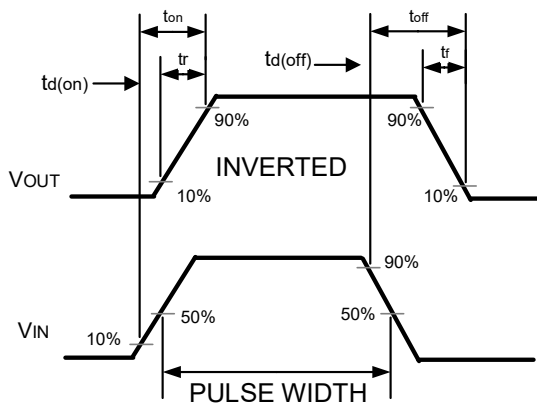 ton
toff
tr
td(off)
tf
td(on)
90%
90%
INVERTED
VOUT
10%
10%
90%
50%
50%
VIN
10%
PULSE WIDTH